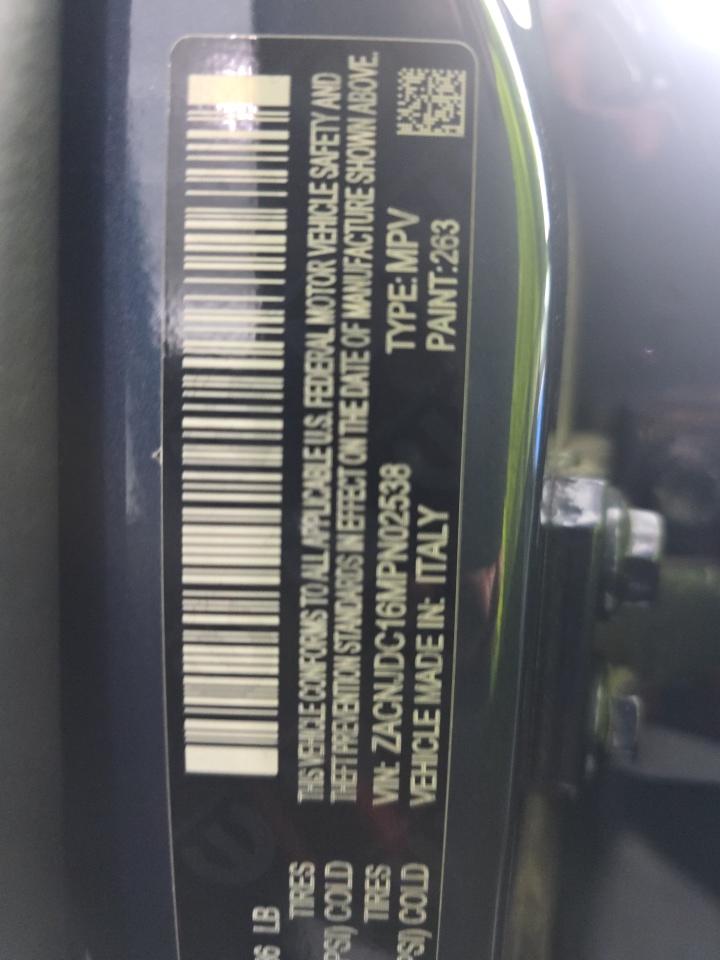 THIS VEHICLE CONFORMS TO ALL APPLICABLE U.S. FEDERAL MOTOR VEHICLE SAFETY AND
THEFT PREVENTION STANDARDS IN EFFECT ON THE DATE OF MANUFACTURE SHOWN ABOVE.
VIN: ZACNJDC16MPN02538 TYPE: MPV
VEHICLE MADE IN: ITALY PAINT:263
LB
TIRES
PSI) COLD
TIRES
PSI) COLD